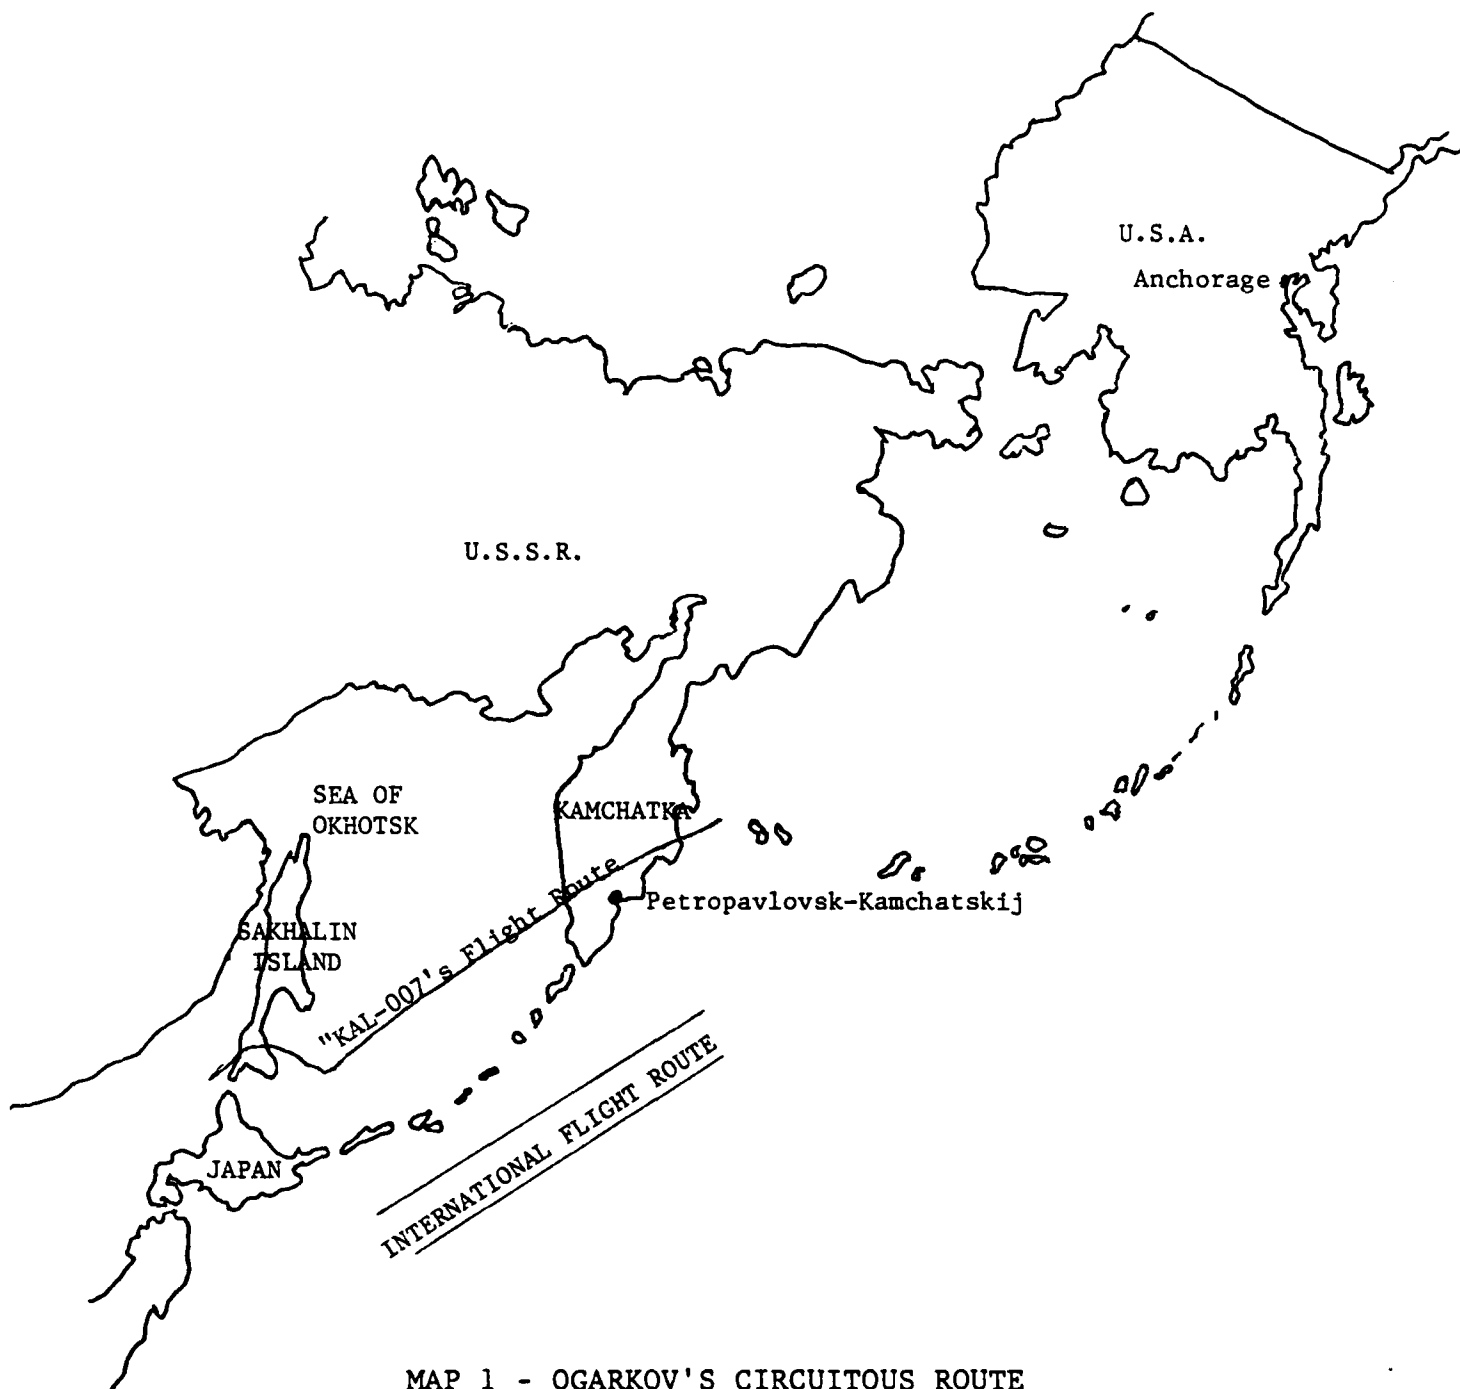 U.S.A.
Anchorage
U.S.S.R.
SEA OF
OKHOTSK
KAMCHATKA
"KAL-007's Flight Route
Petropavlovsk-Kamchatskij
SAKHALIN
ISLAND
INTERNATIONAL FLIGHT ROUTE
JAPAN
MAP 1 - OGARKOV'S CIRCUITOUS ROUTE